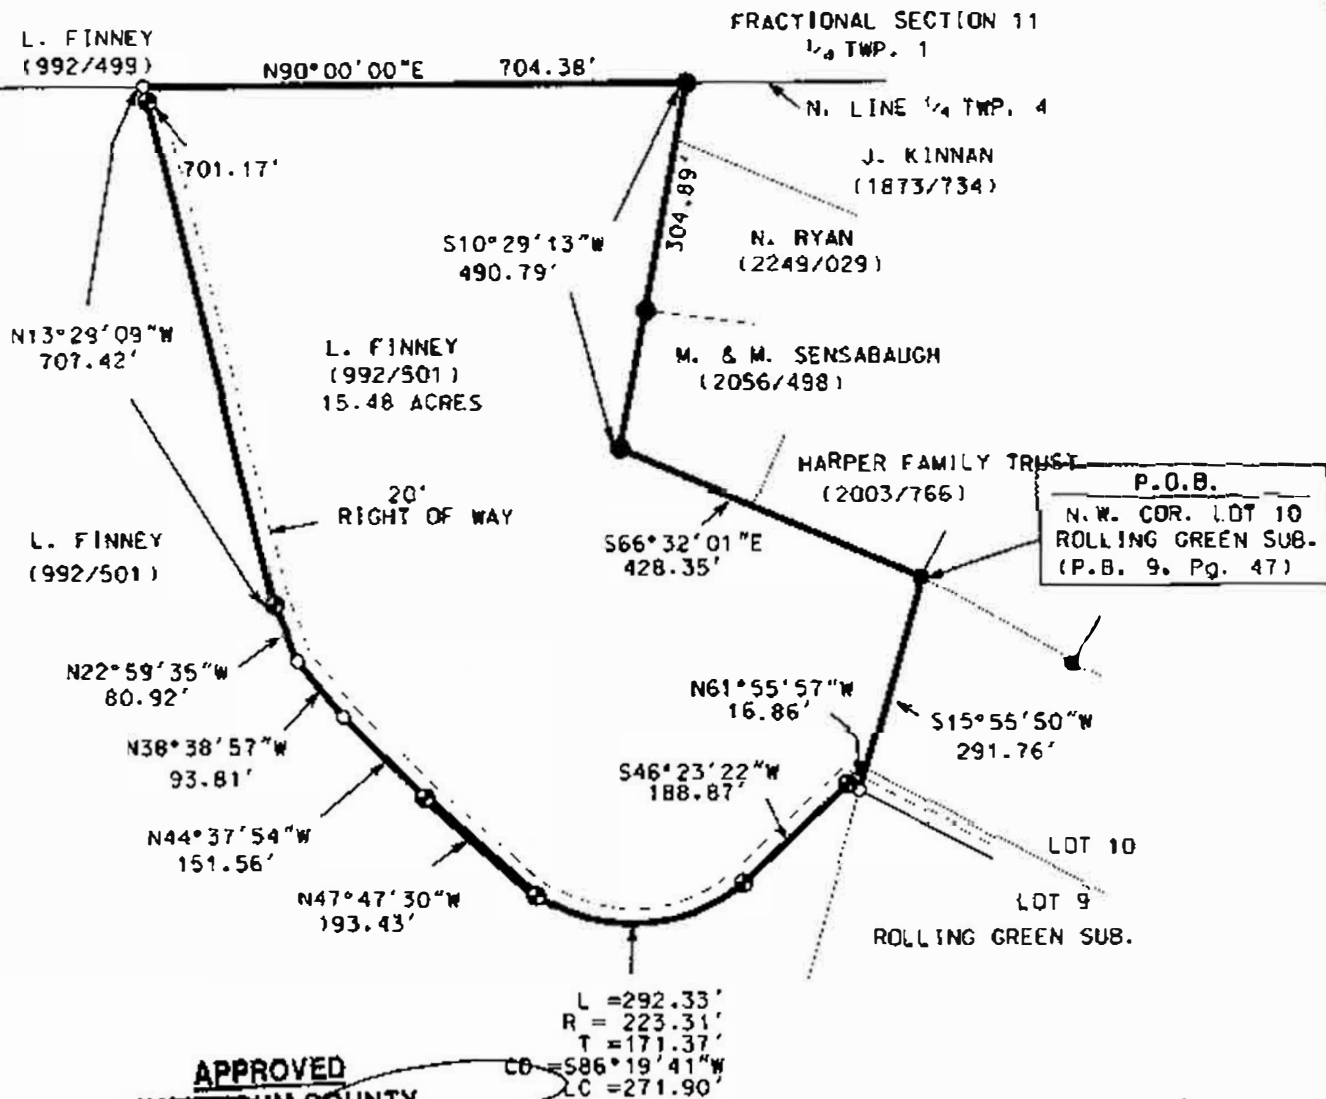 FRACTIONAL SECTION 11
1/4 TWP. 1
L. FINNEY
(992/499)
N90°00'00"E 704.38'
N. LINE 1/4 TWP. 4
701.17'
J. KINNAN
(1873/734)
304.89'
N. RYAN
(2249/029)
S10°29'13"W
490.79'
N13°29'09"W
707.42'
L. FINNEY
(992/501)
15.48 ACRES
M. & M. SENSABAUGH
(2056/498)
HARPER FAMILY TRUST
(2003/766)
P.O.B.
N.W. COR. LOT 10
ROLLING GREEN SUB.
(P.B. 9, Pg. 47)
20'
RIGHT OF WAY
L. FINNEY
(992/501)
S66°32'01"E
428.35'
N22°59'35"W
80.92'
N61°55'57"W
16.86'
S15°55'50"W
291.76'
N38°38'57"W
93.81'
S46°23'22"W
188.87'
N44°37'54"W
151.56'
LOT 10
N47°47'30"W
193.43'
LOT 9
ROLLING GREEN SUB.
L =292.33'
R = 223.31'
T =171.37'
CD =S86°19'41"W
LC =271.90'
APPROVED
COUNTY